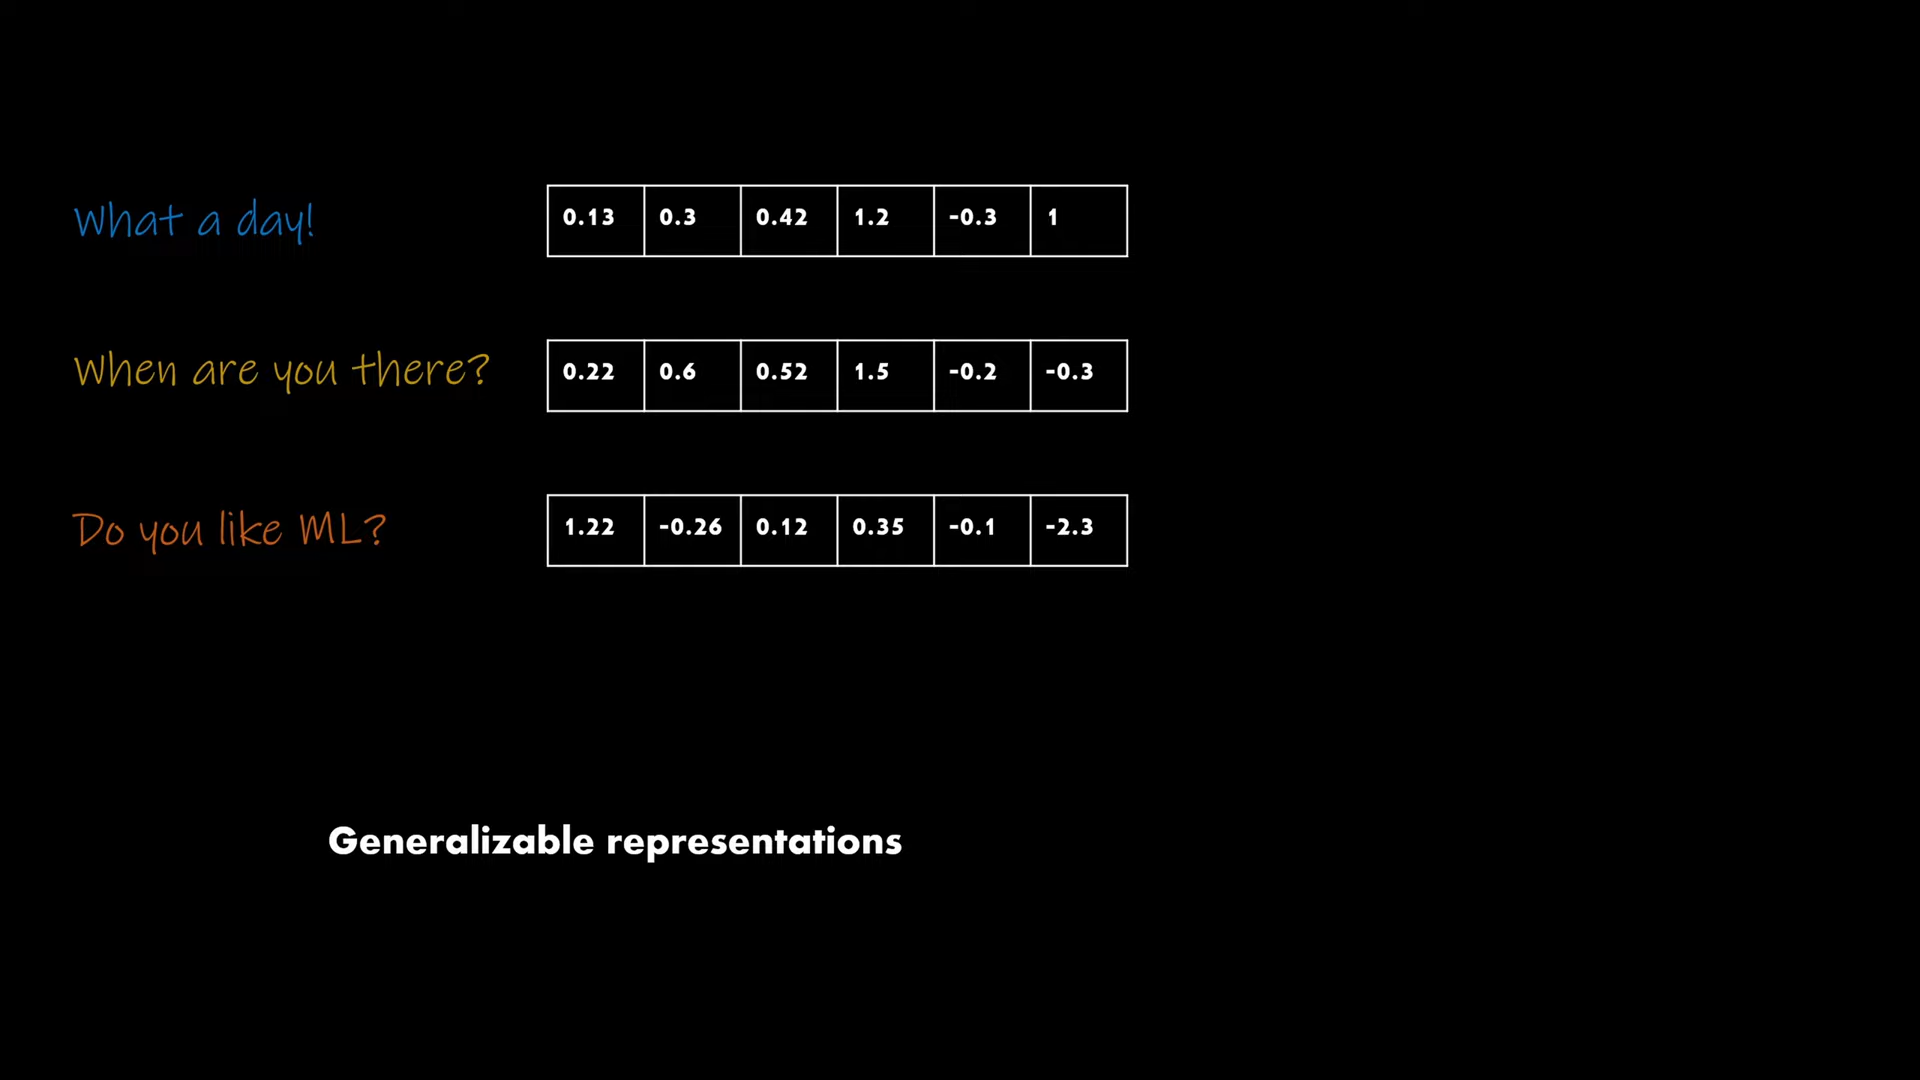 What a day! 0.13 0.3 0.42 1.2 -0.3 1
When are you there? 0.22 0.6 0.52 1.5 -0.2 -0.3
Do you like ML? 1.22 -0.26 0.12 0.35 -0.1 -2.3
Generalizable representations